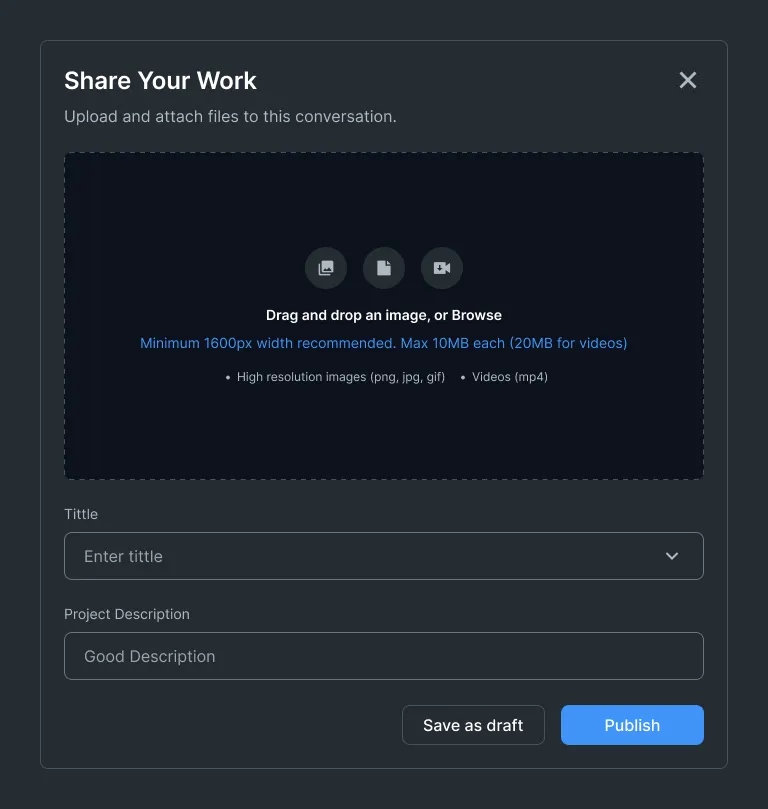 Share Your Work
Upload and attach files to this conversation.
Drag and drop an image, or Browse
Minimum 1600px width recommended. Max 10MB each (20MB for videos)
• High resolution images (png, jpg, gif) • Videos (mp4)
Tittle
Enter tittle
Project Description
Good Description
Save as draft Publish